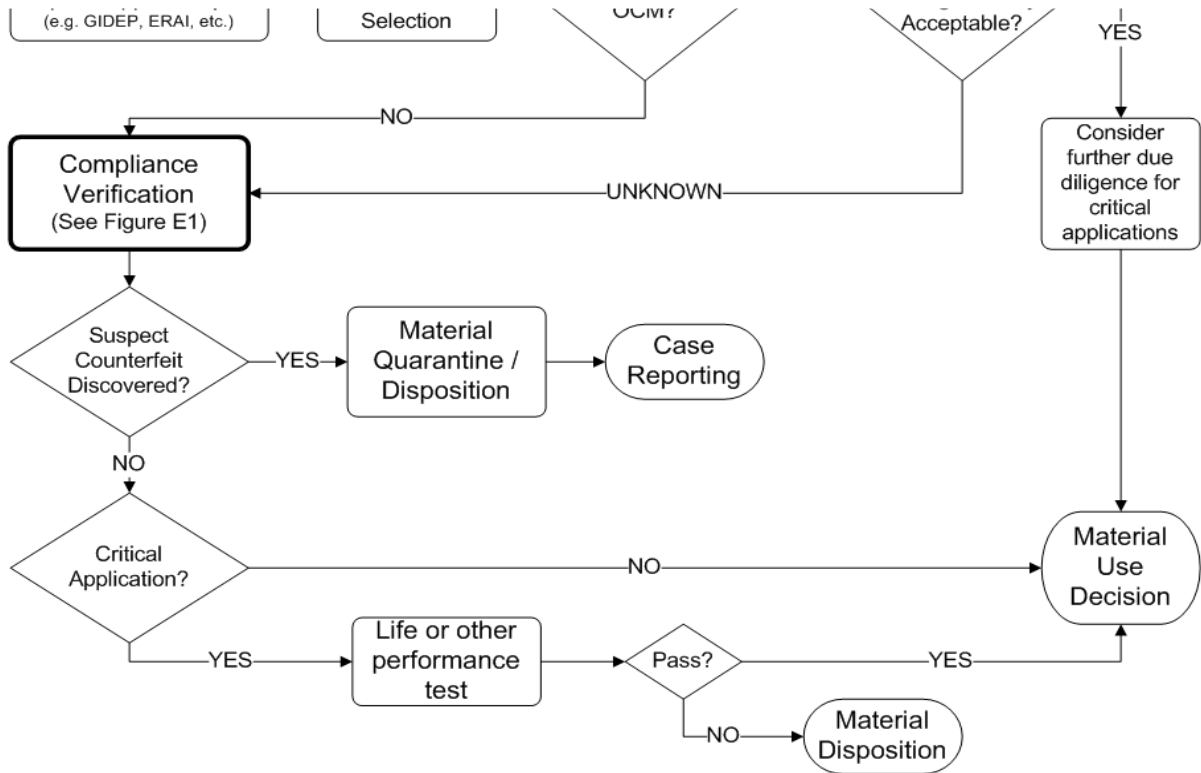 (e.g. GIDEP, ERAI, etc.)
Selection
OCM?
Acceptable?
YES
NO
Compliance
Verification
(See Figure E1)
UNKNOWN
Consider
further due
diligence for
critical
applications
Suspect
Counterfeit
Discovered?
YES
Material
Quarantine /
Disposition
Case
Reporting
NO
Critical
Application?
NO
Material
Use
Decision
YES
Life or other
performance
test
Pass?
YES
NO
Material
Disposition